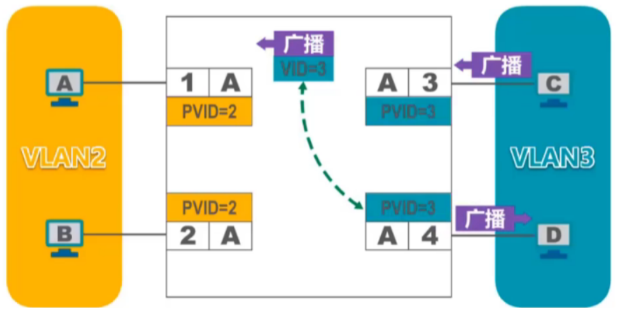 广播
VID=3
广播
A
1 A
A 3
C
PVID=2
PVID=3
VLAN2
VLAN3
PVID=2
PVID=3
广播
B
2 A
A 4
D